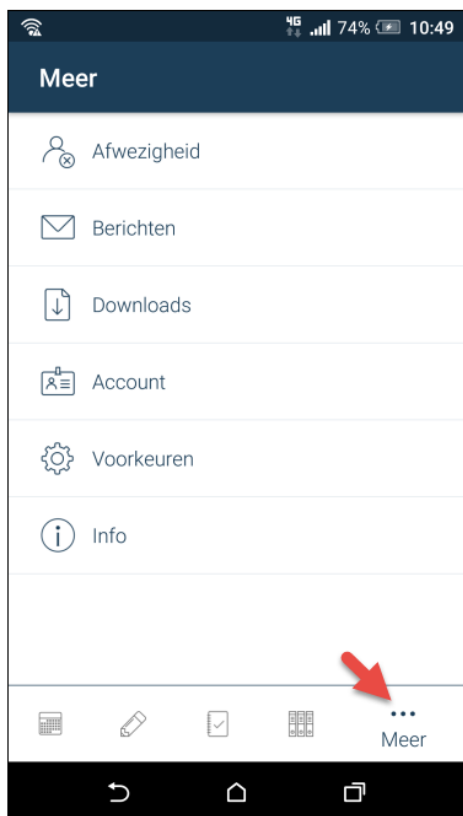 4G 74% 10:49
Meer
Afwezigheid
Berichten
Downloads
Account
Voorkeuren
Info
Meer